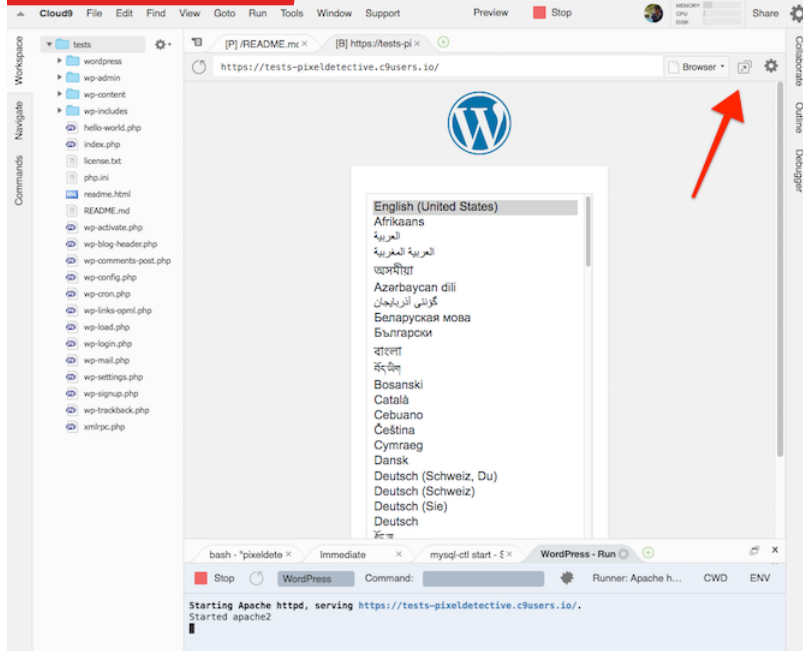 Cloud9 File Edit Find View Goto Run Tools Window Support Preview Stop MEMORY CPU DISK Share
Workspace
Navigate
Commands
tests
wordpress
wp-admin
wp-content
wp-includes
hello-world.php
index.php
license.txt
php.ini
readme.html
README.md
wp-activate.php
wp-blog-header.php
wp-comments-post.php
wp-config.php
wp-cron.php
wp-links-opml.php
wp-load.php
wp-login.php
wp-mail.php
wp-settings.php
wp-signup.php
wp-trackback.php
xmlrpc.php
[P] /README.mc [B] https://tests-pi
https://tests-pixeldetective.c9users.io/ Browser
English (United States)
Afrikaans
العربية
العربية المغربية
অসমীয়া
Azərbaycan dili
گؤنئی آذربایجان
Беларуская мова
Български
বাংলা
བོད་ཡིག
Bosanski
Català
Cebuano
Čeština
Cymraeg
Dansk
Deutsch (Schweiz, Du)
Deutsch (Schweiz)
Deutsch (Sie)
Deutsch
Collaborate
Outline
Debugger
bash - "pixeldete Immediate mysql-ctl start - WordPress - Run
Stop WordPress Command: Runner: Apache h... CWD ENV
Starting Apache httpd, serving https://tests-pixeldetective.c9users.io/.
Started apache2